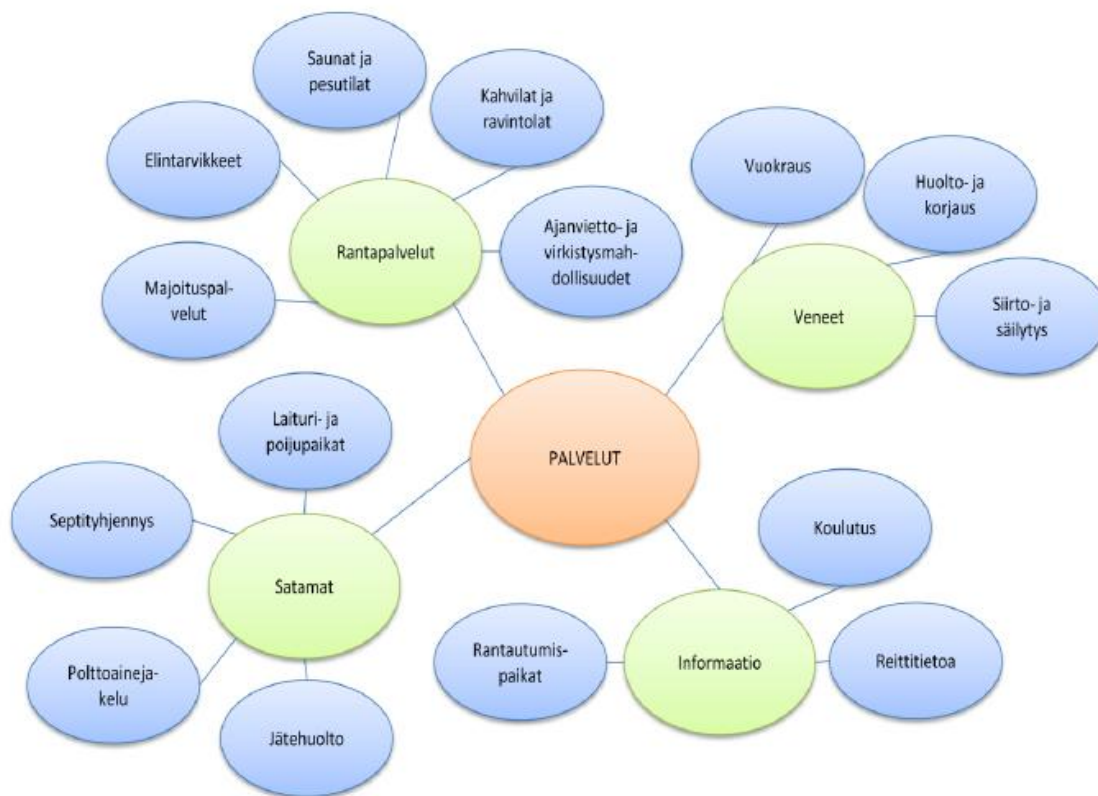 Saunat ja
pesutilat
Kahvilat ja
ravintolat
Elintarvikkeet
Rantapalvelut
Ajanvietto- ja
virkistysmah-
dollisuudet
Majoituspal-
velut
Vuokraus
Huolto- ja
korjaus
Veneet
Siirto- ja
säilytys
PALVELUT
Laituri- ja
poijupaikat
Septityhjennys
Satamat
Polttoaineja-
kelu
Jätehuolto
Koulutus
Rantautumis-
paikat
Informaatio
Reittitietoa